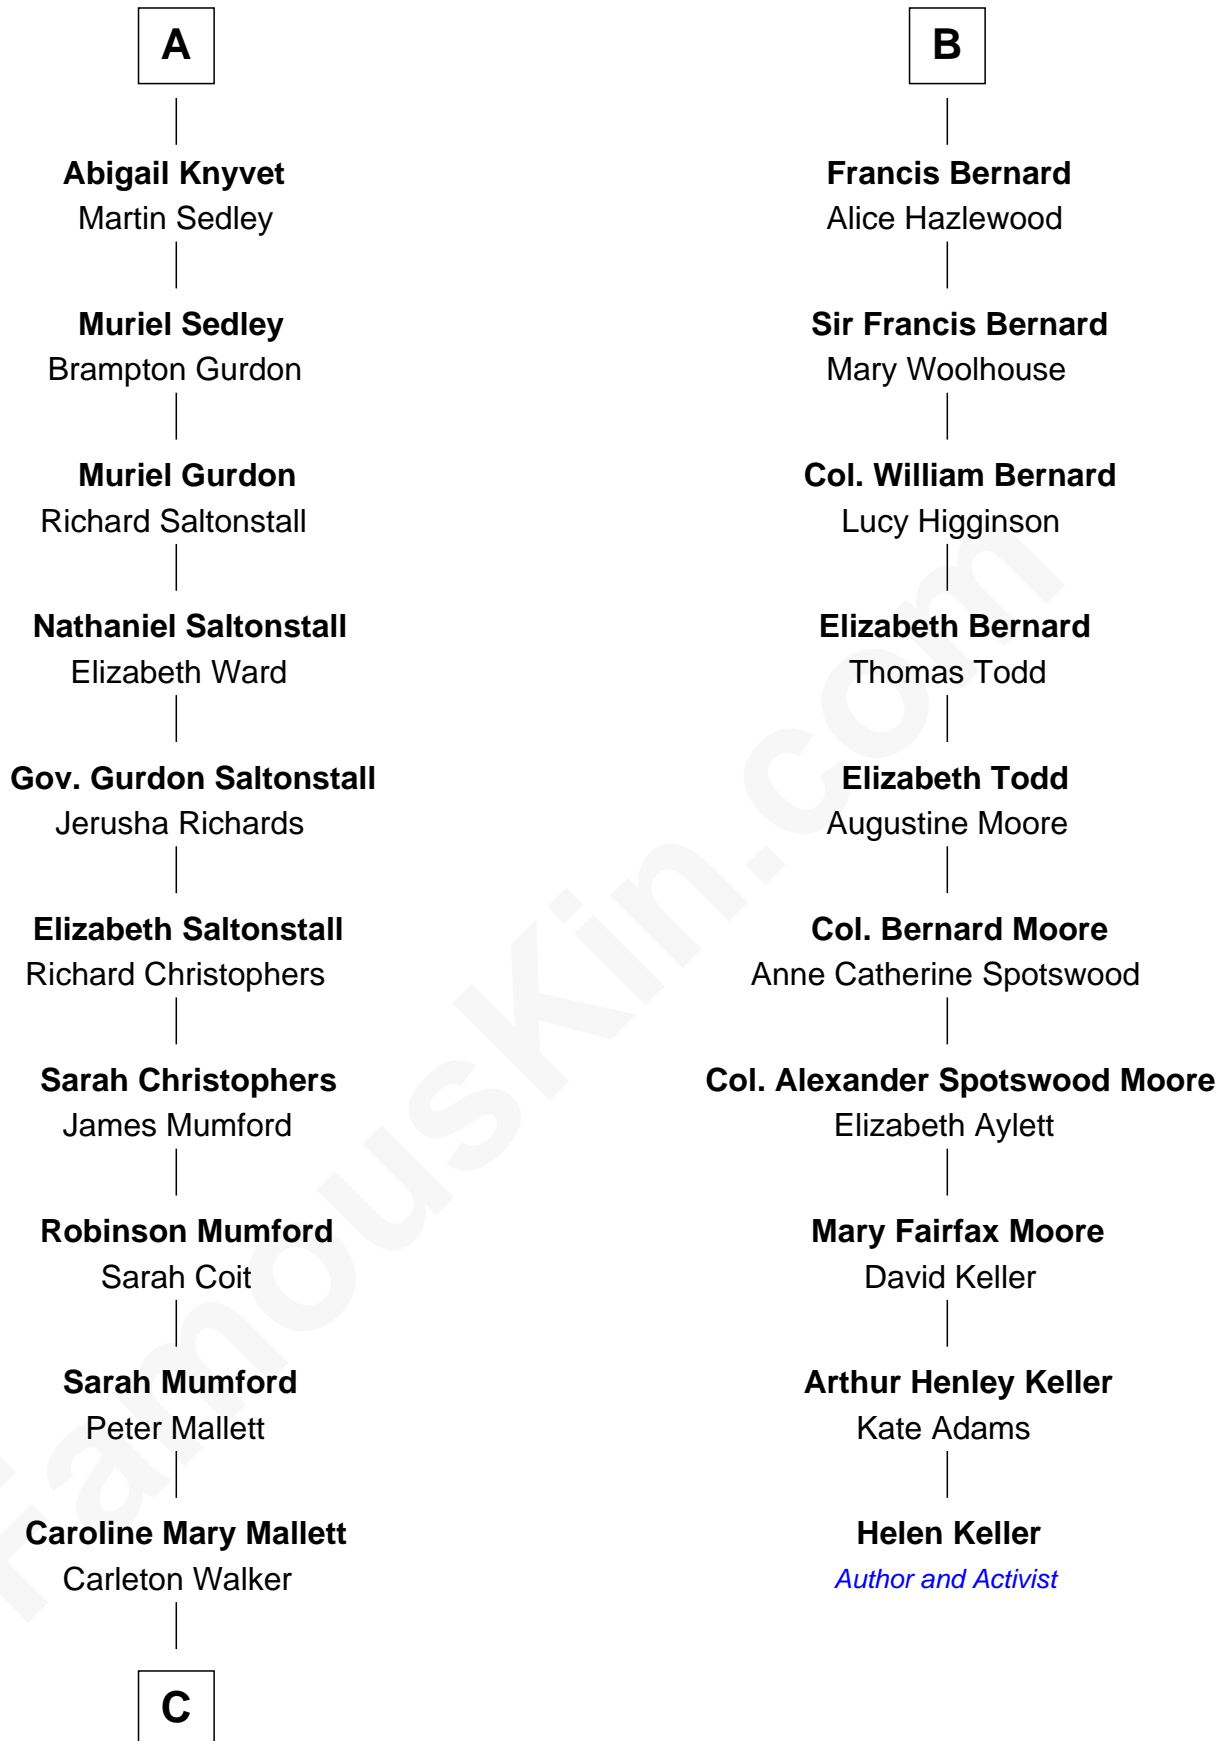 A
Abigail Knyvet
Martin Sedley
Muriel Sedley
Brampton Gurdon
Muriel Gurdon
Richard Saltonstall
Nathaniel Saltonstall
Elizabeth Ward
Gov. Gurdon Saltonstall
Jerusha Richards
Elizabeth Saltonstall
Richard Christophers
Sarah Christophers
James Mumford
Robinson Mumford
Sarah Coit
Sarah Mumford
Peter Mallett
Caroline Mary Mallett
Carleton Walker
C
B
Francis Bernard
Alice Hazlewood
Sir Francis Bernard
Mary Woolhouse
Col. William Bernard
Lucy Higginson
Elizabeth Bernard
Thomas Todd
Elizabeth Todd
Augustine Moore
Col. Bernard Moore
Anne Catherine Spotswood
Col. Alexander Spotswood Moore
Elizabeth Aylett
Mary Fairfax Moore
David Keller
Arthur Henley Keller
Kate Adams
Helen Keller
Author and Activist
FamousKin.com